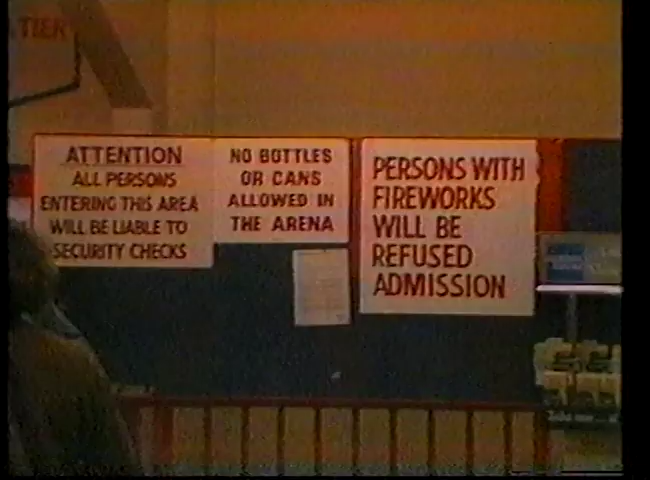 TIER
ATTENTION
ALL PERSONS
ENTERING THIS AREA
WILL BE LIABLE TO
SECURITY CHECKS
NO BOTTLES
OR CANS
ALLOWED IN
THE ARENA
PERSONS WITH
FIREWORKS
WILL BE
REFUSED
ADMISSION